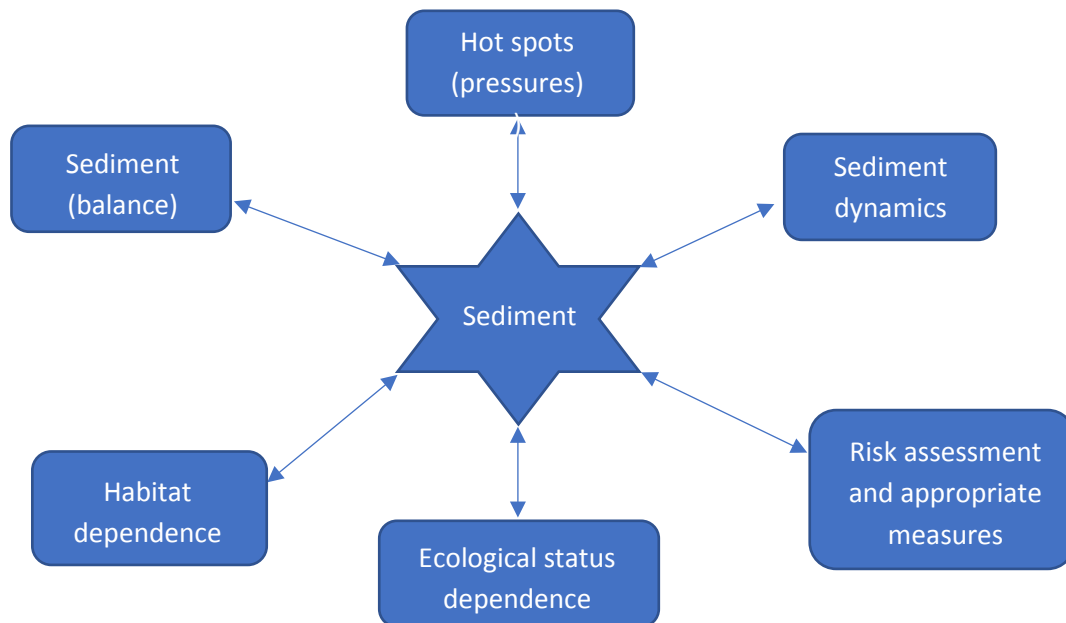 Hot spots
(pressures)
Sediment
(balance)
Sediment
dynamics
Sediment
Habitat
dependence
Ecological status
dependence
Risk assessment
and appropriate
measures